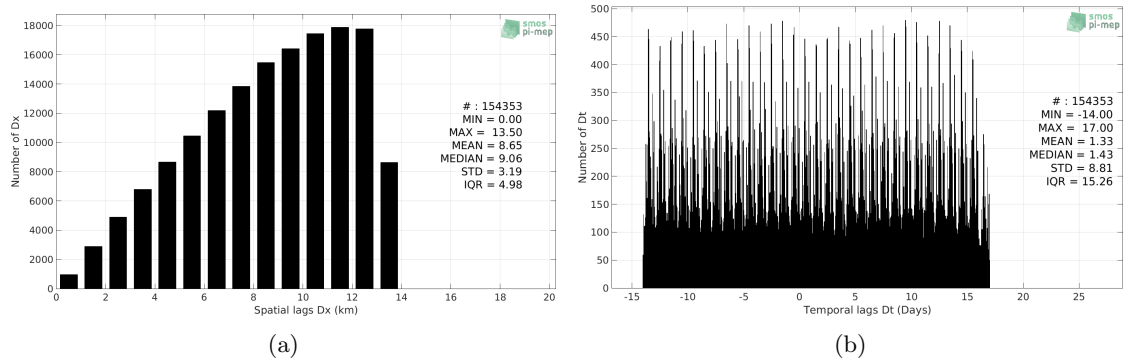 18000
16000
14000
12000
10000
8000
6000
4000
2000
0
Number of Dx
0 2 4 6 8 10 12 14 16 18 20
Spatial lags Dx (km)
smos
pi-mep
# : 154353
MIN = 0.00
MAX = 13.50
MEAN = 8.65
MEDIAN = 9.06
STD = 3.19
IQR = 4.98
(a)
500
450
400
350
300
250
200
150
100
50
0
Number of Dt
-15 -10 -5 0 5 10 15 20 25
Temporal lags Dt (Days)
smos
pi-mep
# : 154353
MIN = -14.00
MAX = 17.00
MEAN = 1.33
MEDIAN = 1.43
STD = 8.81
IQR = 15.26
(b)